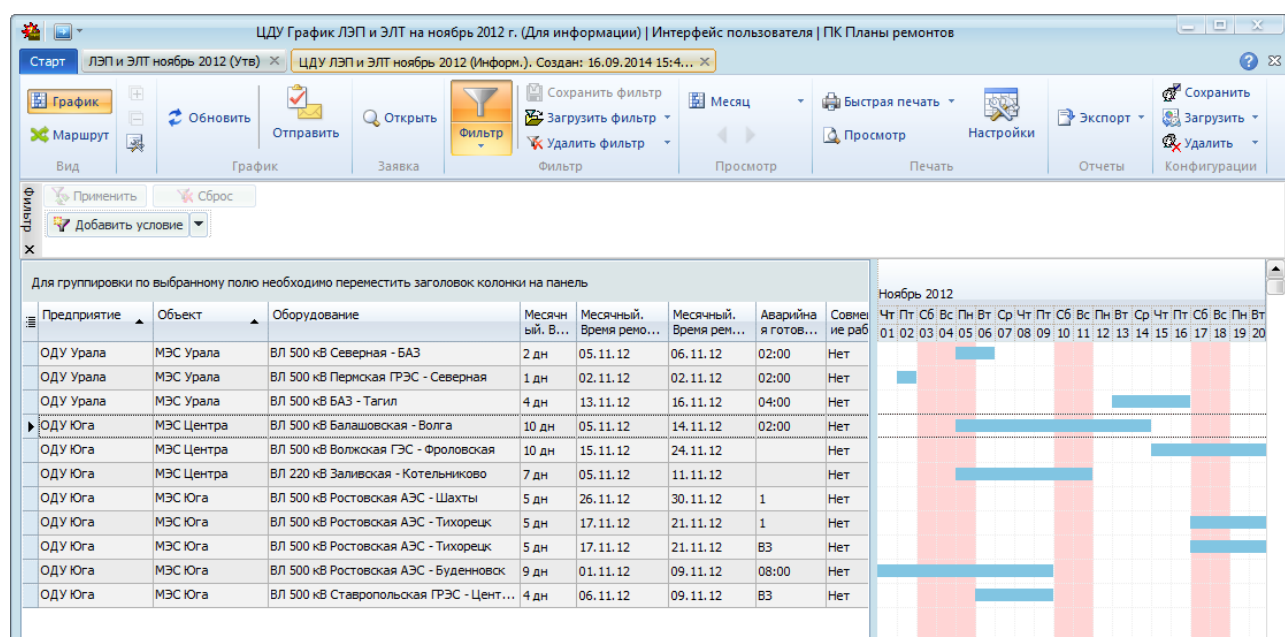 ЦДУ График ЛЭП и ЭЛТ на ноябрь 2012 г. (Для информации) | Интерфейс пользователя | ПК Планы ремонтов
Старт ЛЭП и ЭЛТ ноябрь 2012 (Утв) ЦДУ ЛЭП и ЭЛТ ноябрь 2012 (Информ.). Создан: 16.09.2014 15:4...
График Обновить Отправить Открыть Фильтр Сохранить фильтр Месяц Быстрая печать Настройки Экспорт Сохранить
Загрузить фильтр Загрузить
Маршрут Удалить фильтр Просмотр Удалить
Вид График Заявка Фильтр Просмотр Печать Отчеты Конфигурации
Фильтр
Применить Сброс
Добавить условие
Для группировки по выбранному полю необходимо переместить заголовок колонки на панель
Ноябрь 2012
Предприятие Объект Оборудование Месячн Месячный. Месячный. Аварийна Совме Чт Пт Сб Вс Пн Вт Ср Чт Пт Сб Вс Пн Вт Ср Чт Пт Сб Вс Пн Вт
ый. В... Время ремо... Время рем... я готов... ие раб 01 02 03 04 05 06 07 08 09 10 11 12 13 14 15 16 17 18 19 20
ОДУ Урала МЭС Урала ВЛ 500 кВ Северная - БАЗ 2 дн 05.11.12 06.11.12 02:00 Нет
ОДУ Урала МЭС Урала ВЛ 500 кВ Пермская ГРЭС - Северная 1 дн 02.11.12 02.11.12 02:00 Нет
ОДУ Урала МЭС Урала ВЛ 500 кВ БАЗ - Тагил 4 дн 13.11.12 16.11.12 04:00 Нет
ОДУ Юга МЭС Центра ВЛ 500 кВ Балашовская - Волга 10 дн 05.11.12 14.11.12 02:00 Нет
ОДУ Юга МЭС Центра ВЛ 500 кВ Волжская ГЭС - Фроловская 10 дн 15.11.12 24.11.12 Нет
ОДУ Юга МЭС Центра ВЛ 220 кВ Заливская - Котельниково 7 дн 05.11.12 11.11.12 Нет
ОДУ Юга МЭС Юга ВЛ 500 кВ Ростовская АЭС - Шахты 5 дн 26.11.12 30.11.12 1 Нет
ОДУ Юга МЭС Юга ВЛ 500 кВ Ростовская АЭС - Тихорецк 5 дн 17.11.12 21.11.12 1 Нет
ОДУ Юга МЭС Юга ВЛ 500 кВ Ростовская АЭС - Тихорецк 5 дн 17.11.12 21.11.12 ВЗ Нет
ОДУ Юга МЭС Юга ВЛ 500 кВ Ростовская АЭС - Буденновск 9 дн 01.11.12 09.11.12 08:00 Нет
ОДУ Юга МЭС Юга ВЛ 500 кВ Ставропольская ГРЭС - Цент... 4 дн 06.11.12 09.11.12 ВЗ Нет